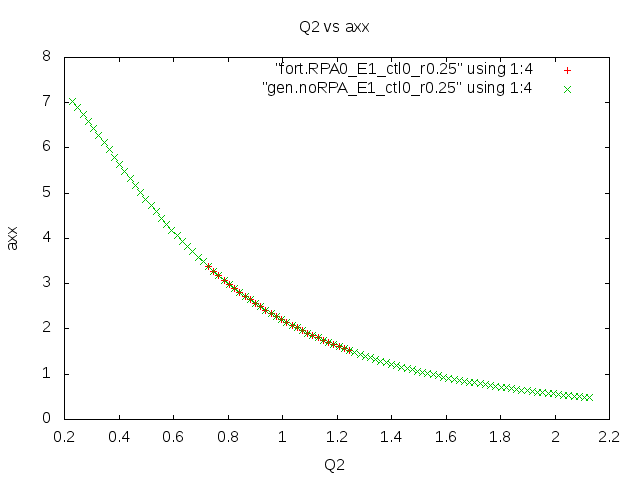 Q2 vs axx
"fort.RPA0_E1_ctl0_r0.25" using 1:4
"gen.noRPA_E1_ctl0_r0.25" using 1:4
8
7
6
5
4
3
2
1
0
axx
0.2 0.4 0.6 0.8 1 1.2 1.4 1.6 1.8 2 2.2
Q2